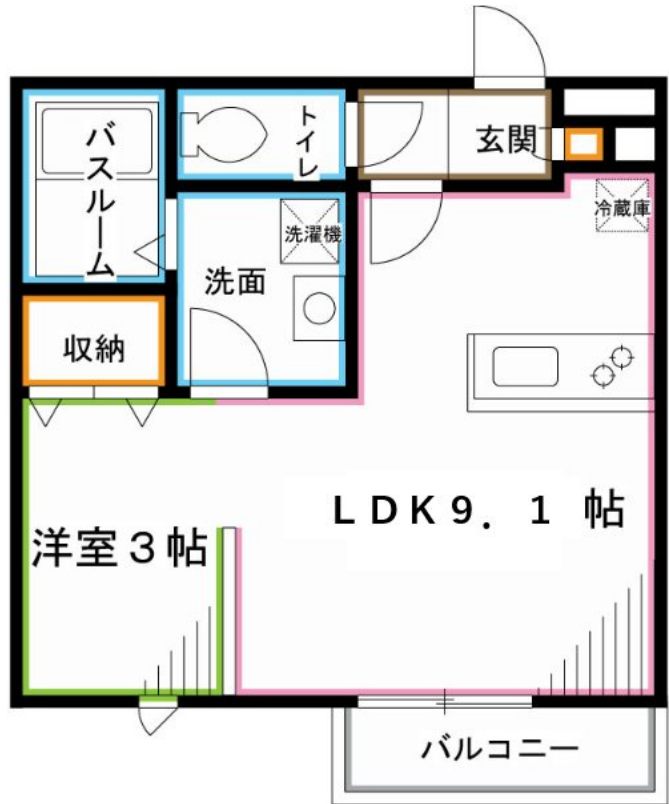 バスルーム
トイレ
玄関
冷蔵庫
洗濯機
洗面
収納
LDK9.1 帖
洋室3帖
バルコニー